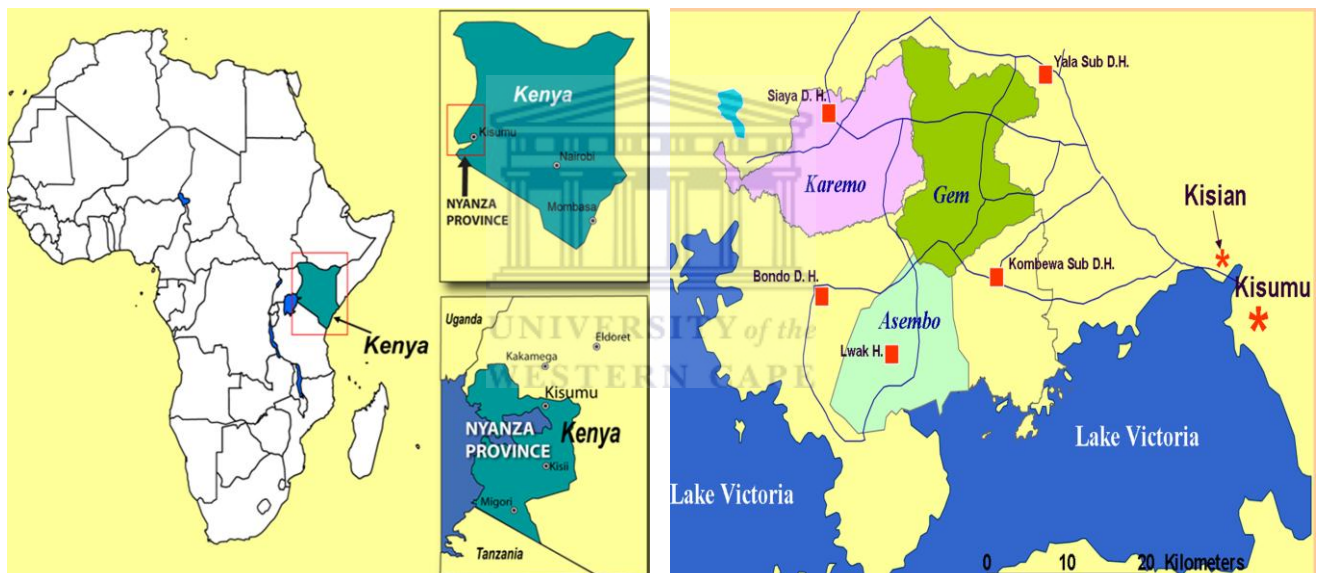 Kenya
Kenya
Kisumu
Nairobi
Mombasa
NYANZA
PROVINCE
Uganda
Eldoret
Kakamega
Kisumu
NYANZA
PROVINCE
Kenya
Kisii
Migori
Tanzania
UNIVERSITY of the
WESTERN CAPE
Yala Sub D.H.
Siaya D. H.
Karemo
Gem
Kisian
Kombewa Sub D.H.
Bondo D. H.
Kisumu
Asembo
Lwak H.
Lake Victoria
Lake Victoria
0 10 20 Kilometers